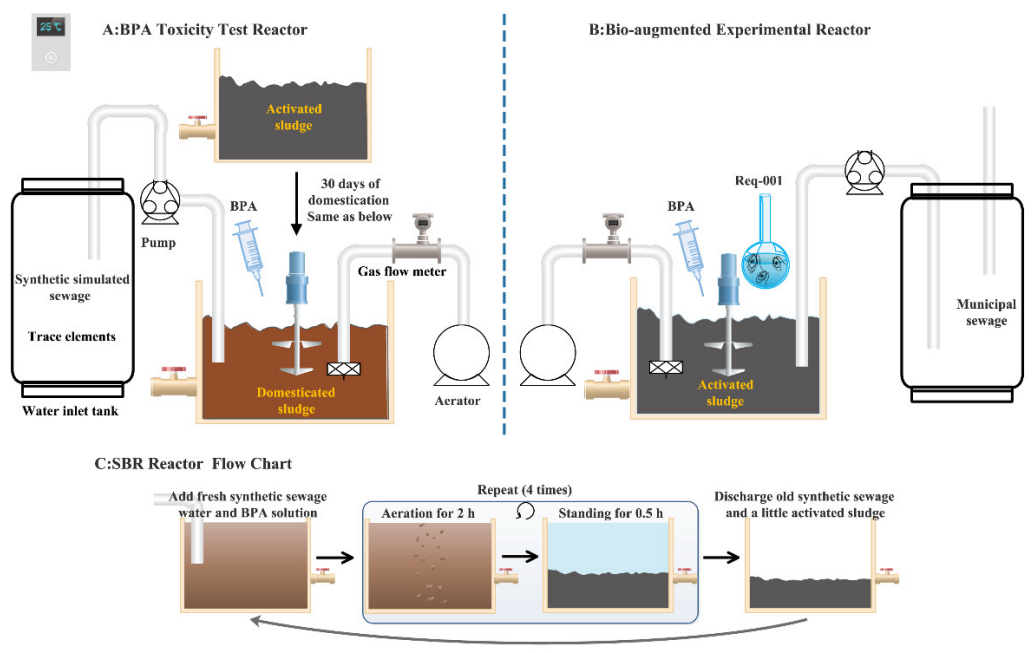 25℃
A:BPA Toxicity Test Reactor
B:Bio-augmented Experimental Reactor
Activated
sludge
30 days of
domestication
Same as below
BPA
Pump
Gas flow meter
Synthetic simulated
sewage
Trace elements
Water inlet tank
Domesticated
sludge
Aerator
Req-001
BPA
Activated
sludge
Municipal
sewage
C:SBR Reactor Flow Chart
Add fresh synthetic sewage
water and BPA solution
Repeat (4 times)
Aeration for 2 h
Standing for 0.5 h
Discharge old synthetic sewage
and a little activated sludge